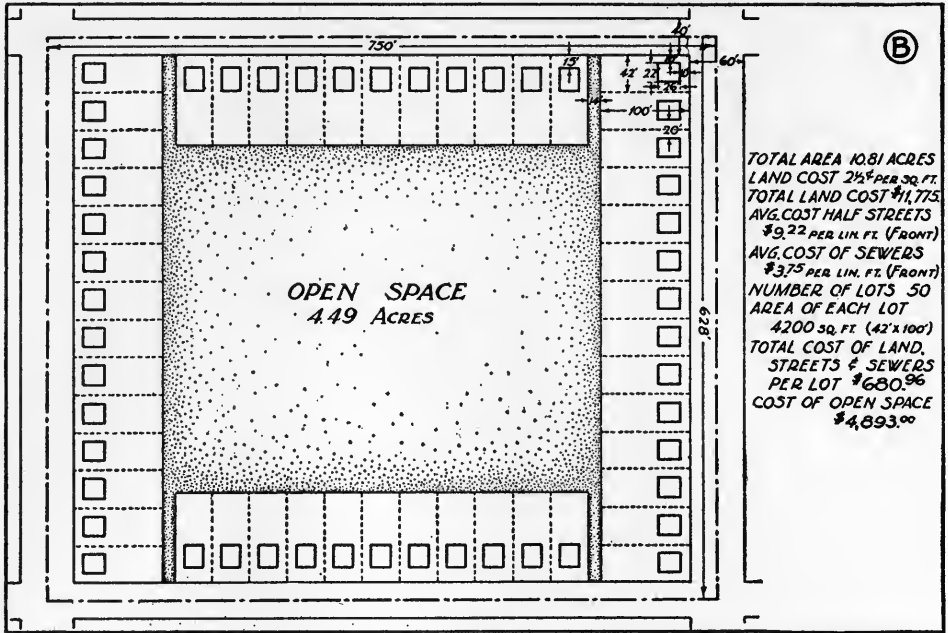 750'
40'
B
15'
42'
22'
10'
60'
26'
14'
100'
20'
TOTAL AREA 10.81 ACRES
LAND COST 2½¢ PER SQ. FT.
TOTAL LAND COST $11,775
AVG. COST HALF STREETS
$9.22 PER LIN. FT. (FRONT)
AVG. COST OF SEWERS
$3.75 PER LIN. FT. (FRONT)
NUMBER OF LOTS 50
AREA OF EACH LOT
4200 SQ. FT. (42' X 100')
TOTAL COST OF LAND,
STREETS & SEWERS
PER LOT $680.96
COST OF OPEN SPACE
$4,893.00
OPEN SPACE
4.49 ACRES
628'